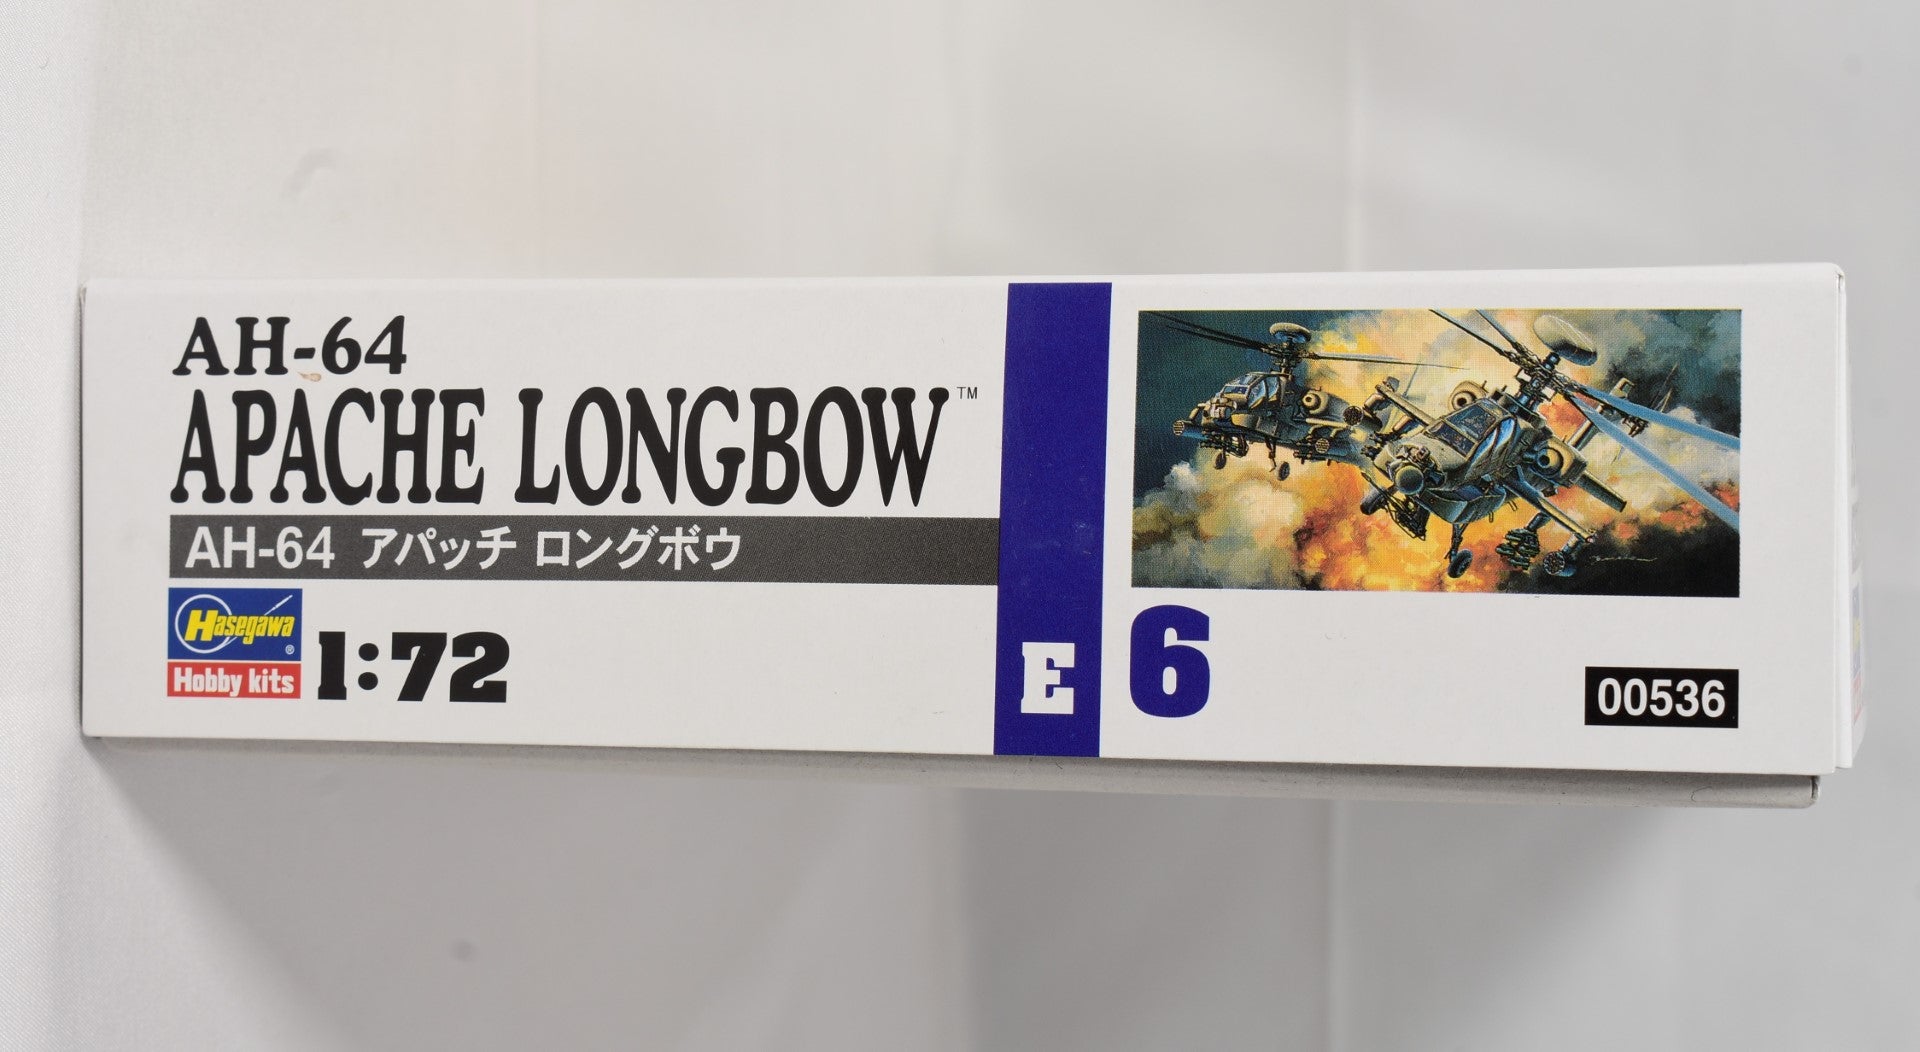 AH-64
APACHE LONGBOW™
AH-64 アパッチ ロングボウ
Hasegawa®
Hobby kits
1:72
E 6
00536